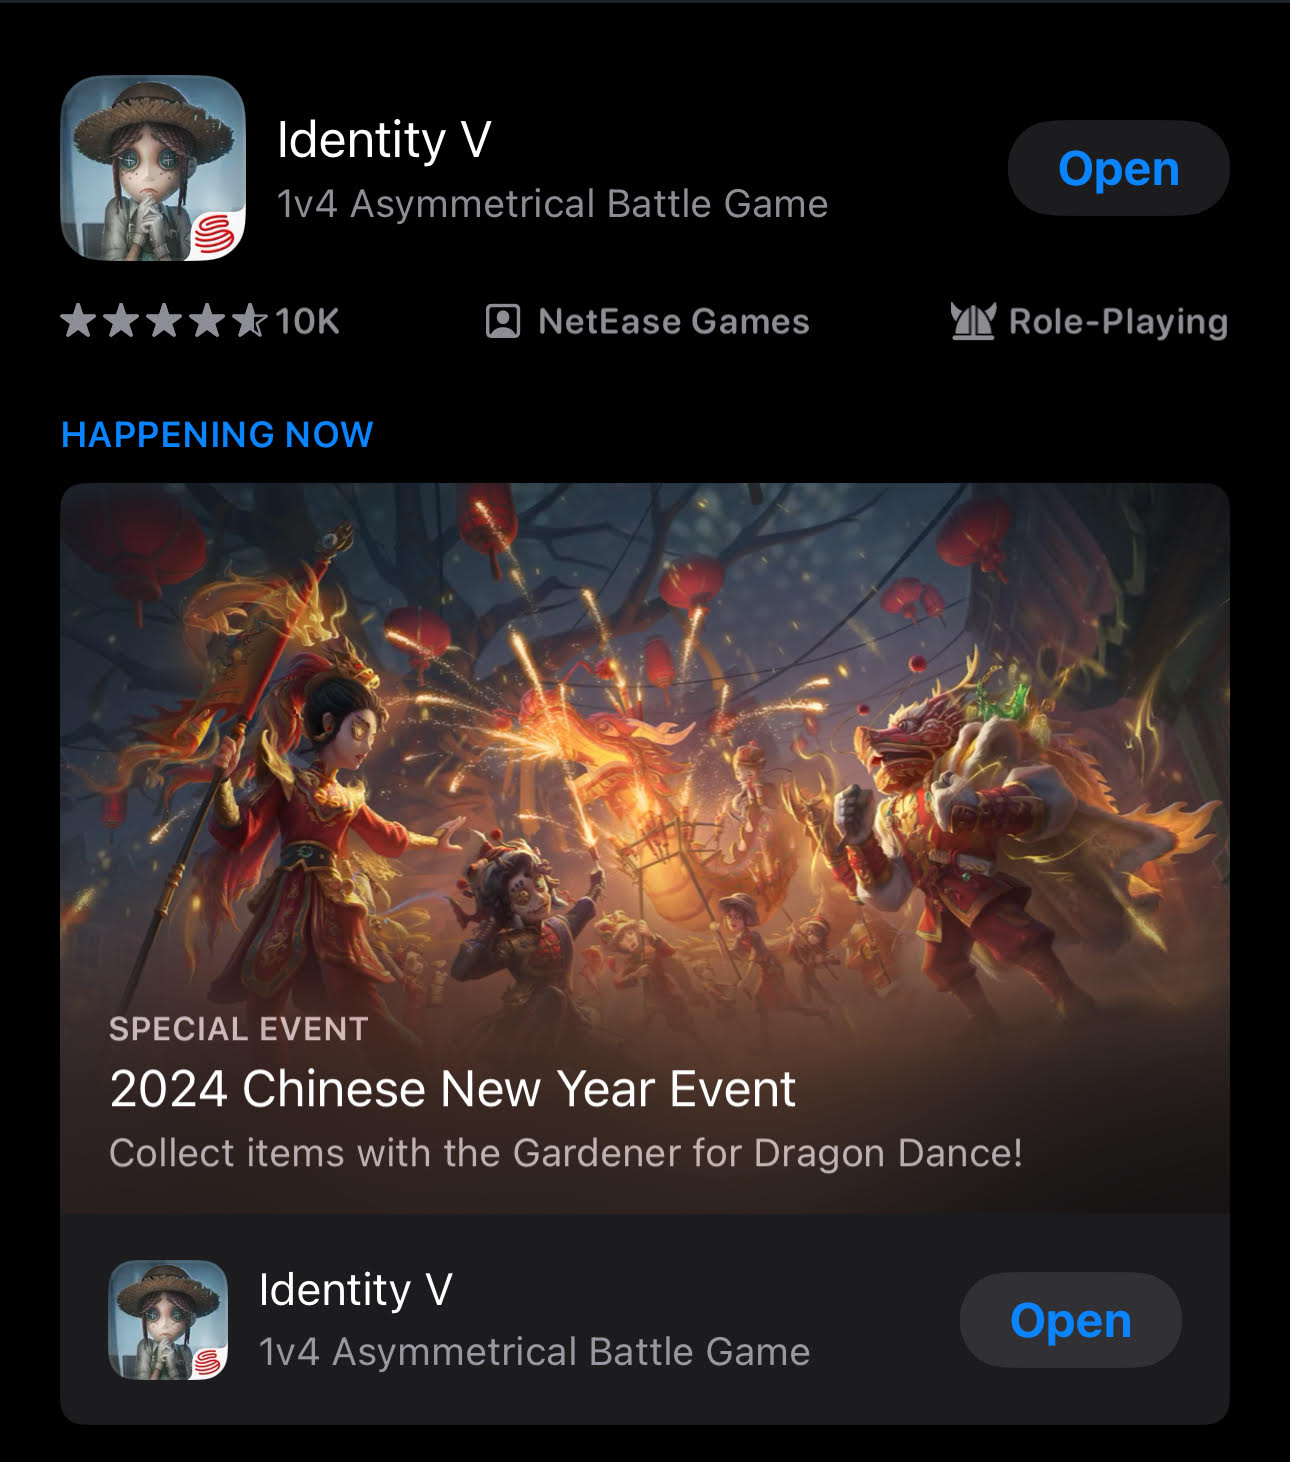 Identity V
1v4 Asymmetrical Battle Game
Open
10K
NetEase Games
Role-Playing
HAPPENING NOW
SPECIAL EVENT
2024 Chinese New Year Event
Collect items with the Gardener for Dragon Dance!
Identity V
1v4 Asymmetrical Battle Game
Open